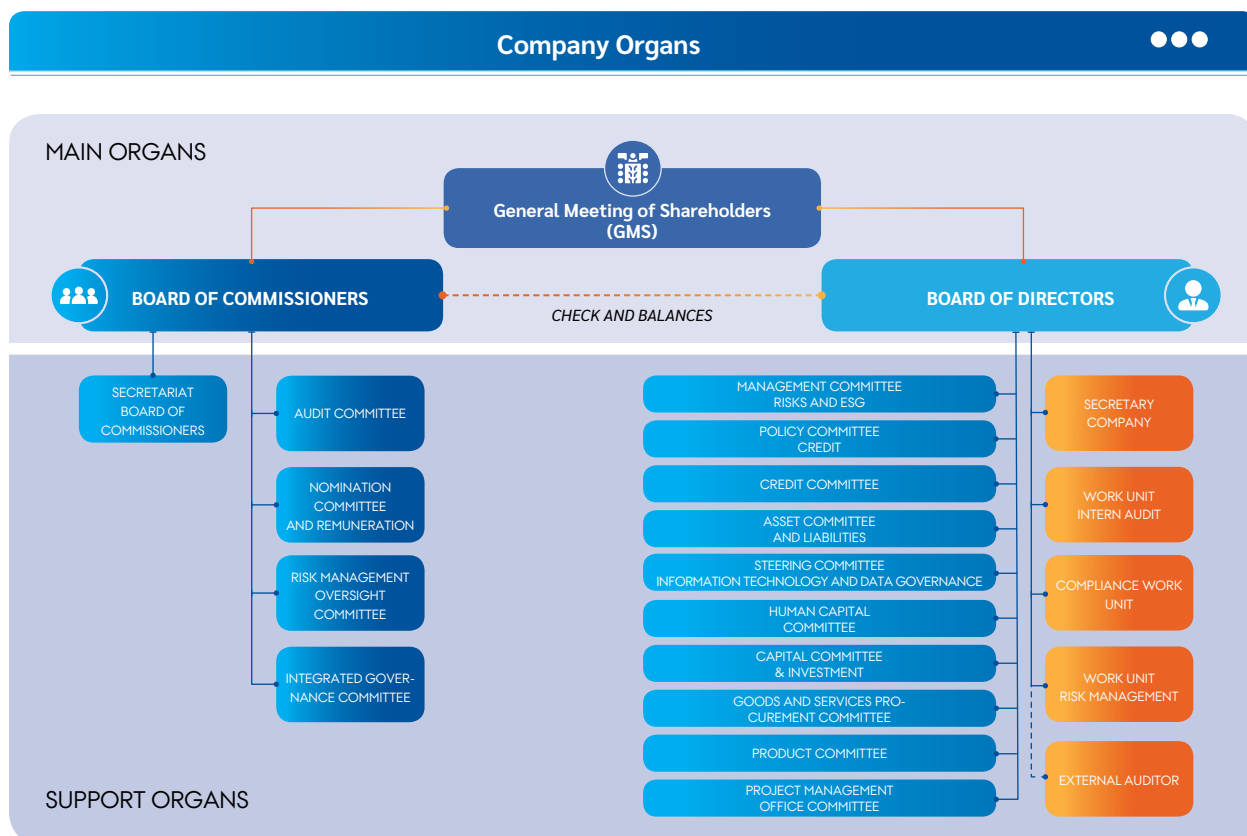 Company Organs
MAIN ORGANS
General Meeting of Shareholders
(GMS)
BOARD OF COMMISSIONERS
CHECK AND BALANCES
BOARD OF DIRECTORS
SECRETARIAT
BOARD OF
COMMISSIONERS
AUDIT COMMITTEE
NOMINATION
COMMITTEE
AND REMUNERATION
RISK MANAGEMENT
OVERSIGHT
COMMITTEE
INTEGRATED GOVER-
NANCE COMMITTEE
MANAGEMENT COMMITTEE
RISKS AND ESG
POLICY COMMITTEE
CREDIT
CREDIT COMMITTEE
ASSET COMMITTEE
AND LIABILITIES
STEERING COMMITTEE
INFORMATION TECHNOLOGY AND DATA GOVERNANCE
HUMAN CAPITAL
COMMITTEE
CAPITAL COMMITTEE
& INVESTMENT
GOODS AND SERVICES PRO-
CUREMENT COMMITTEE
PRODUCT COMMITTEE
PROJECT MANAGEMENT
OFFICE COMMITTEE
SECRETARY
COMPANY
WORK UNIT
INTERN AUDIT
COMPLIANCE WORK
UNIT
WORK UNIT
RISK MANAGEMENT
EXTERNAL AUDITOR
SUPPORT ORGANS